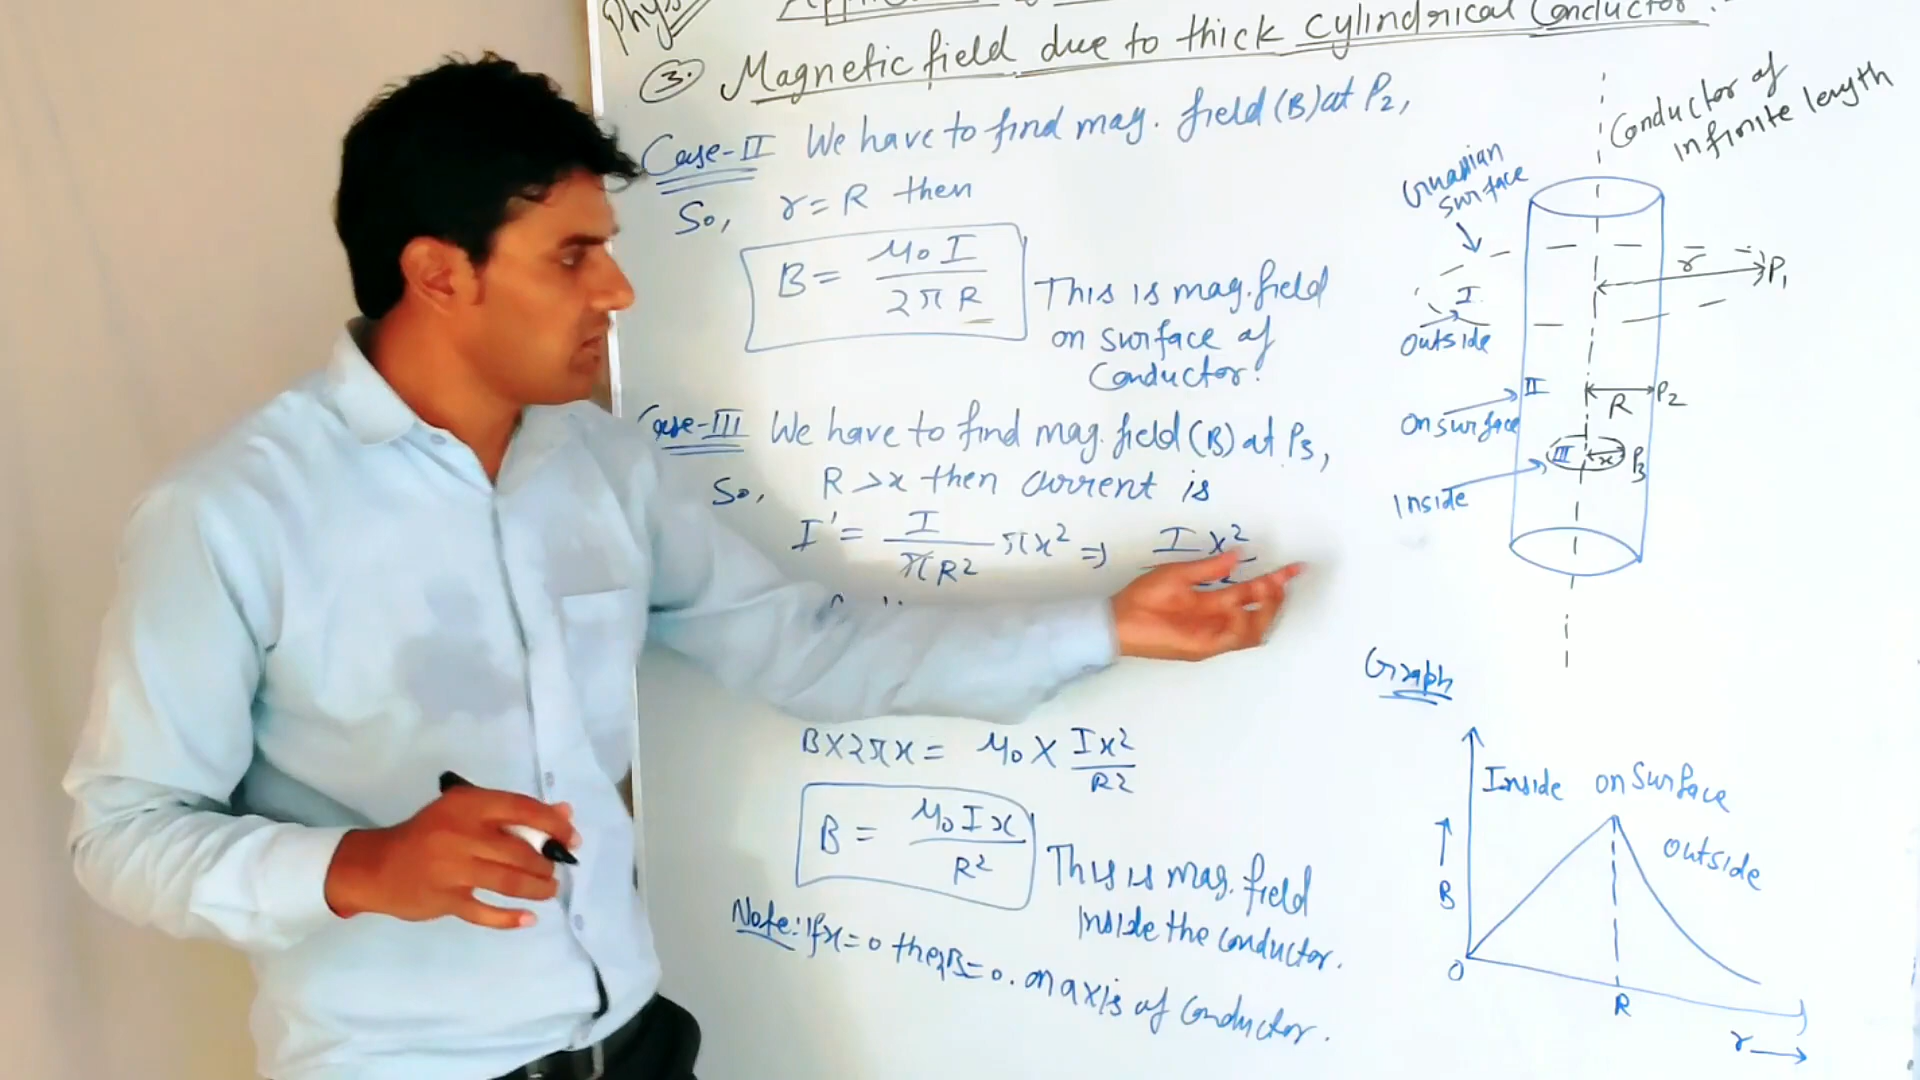 Phys
3. Magnetic field due to thick cylindrical Conductor.
Case-II We have to find mag. field (B) at P₂,
So, r = R then
B = μ₀ I / 2π R
This is mag. field
on surface of
Conductor.
Case-III We have to find mag. field (B) at P₃,
So, R > x then current is
I' = I / πR² πx² ⇒ I x²
B × 2πx = μ₀ × Ix² / R²
B = μ₀ I x / R²
This is mag. field
inside the conductor.
Note: if x = 0 then B = 0. on axis of conductor.
Conductor of
infinite length
surface
r
P₁
I
outside
II
R
P₂
on surface
III
x
P₃
Inside
Graph
Inside on Surface
outside
B
O
R
r